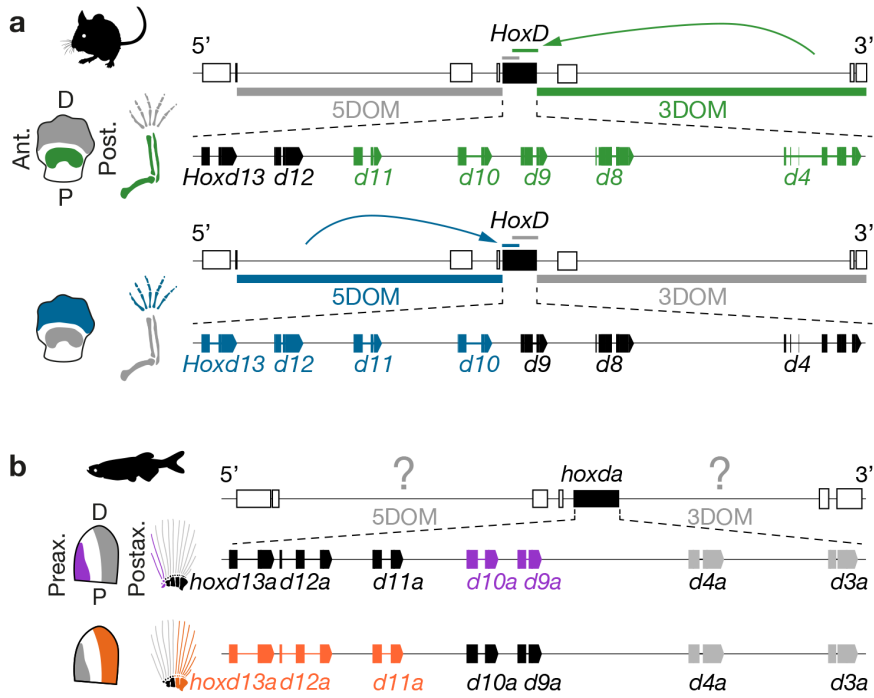 a
5’ HoxD 3’
5DOM 3DOM
D
Ant. Post.
P
Hoxd13 d12 d11 d10 d9 d8 d4
5’ HoxD 3’
5DOM 3DOM
Hoxd13 d12 d11 d10 d9 d8 d4
b
5’ ? hoxda ? 3’
5DOM 3DOM
D
Preax. Postax.
P
hoxd13a d12a d11a d10a d9a d4a d3a
hoxd13a d12a d11a d10a d9a d4a d3a